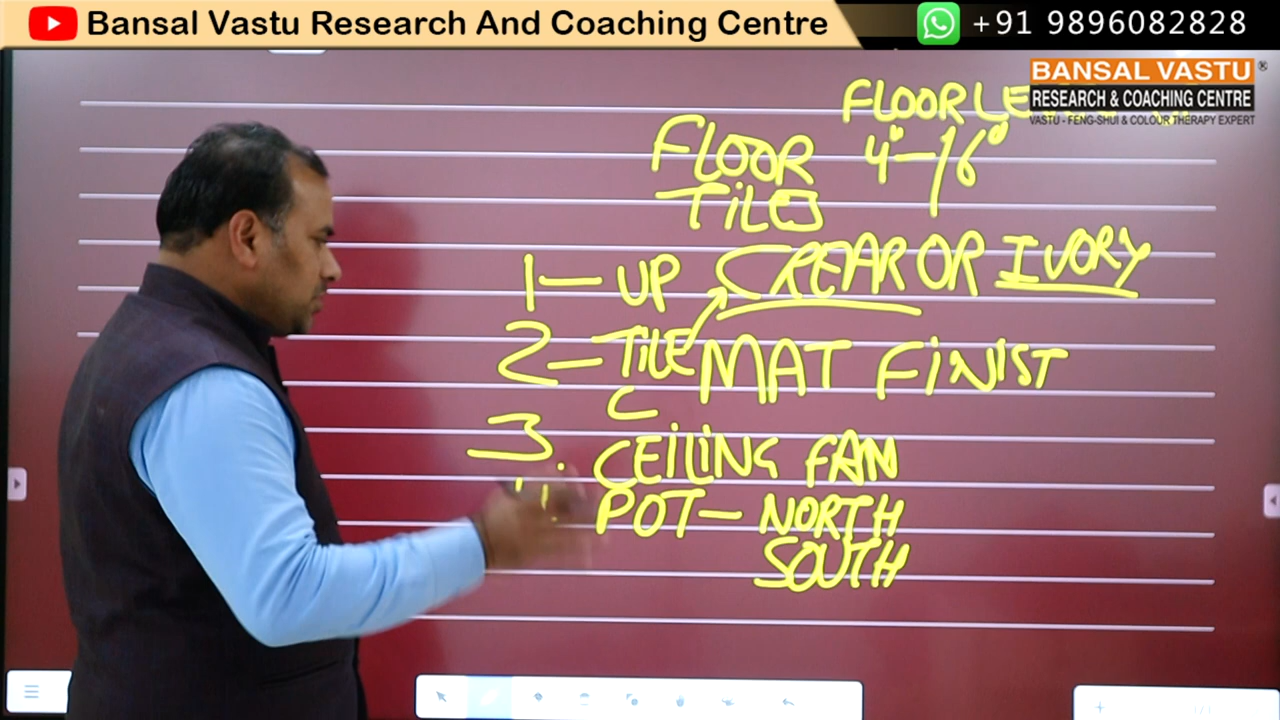 Bansal Vastu Research And Coaching Centre
+91 9896082828
BANSAL VASTU®
RESEARCH & COACHING CENTRE
VASTU - FENG-SHUI & COLOUR THERAPY EXPERT
FLOOR
FLOOR 4"-16"
TILES
1- UP CREAR OR IVORY
2- TILE MAT FINIST
C
3. CEILING FAN
POT- NORTH
SOUTH